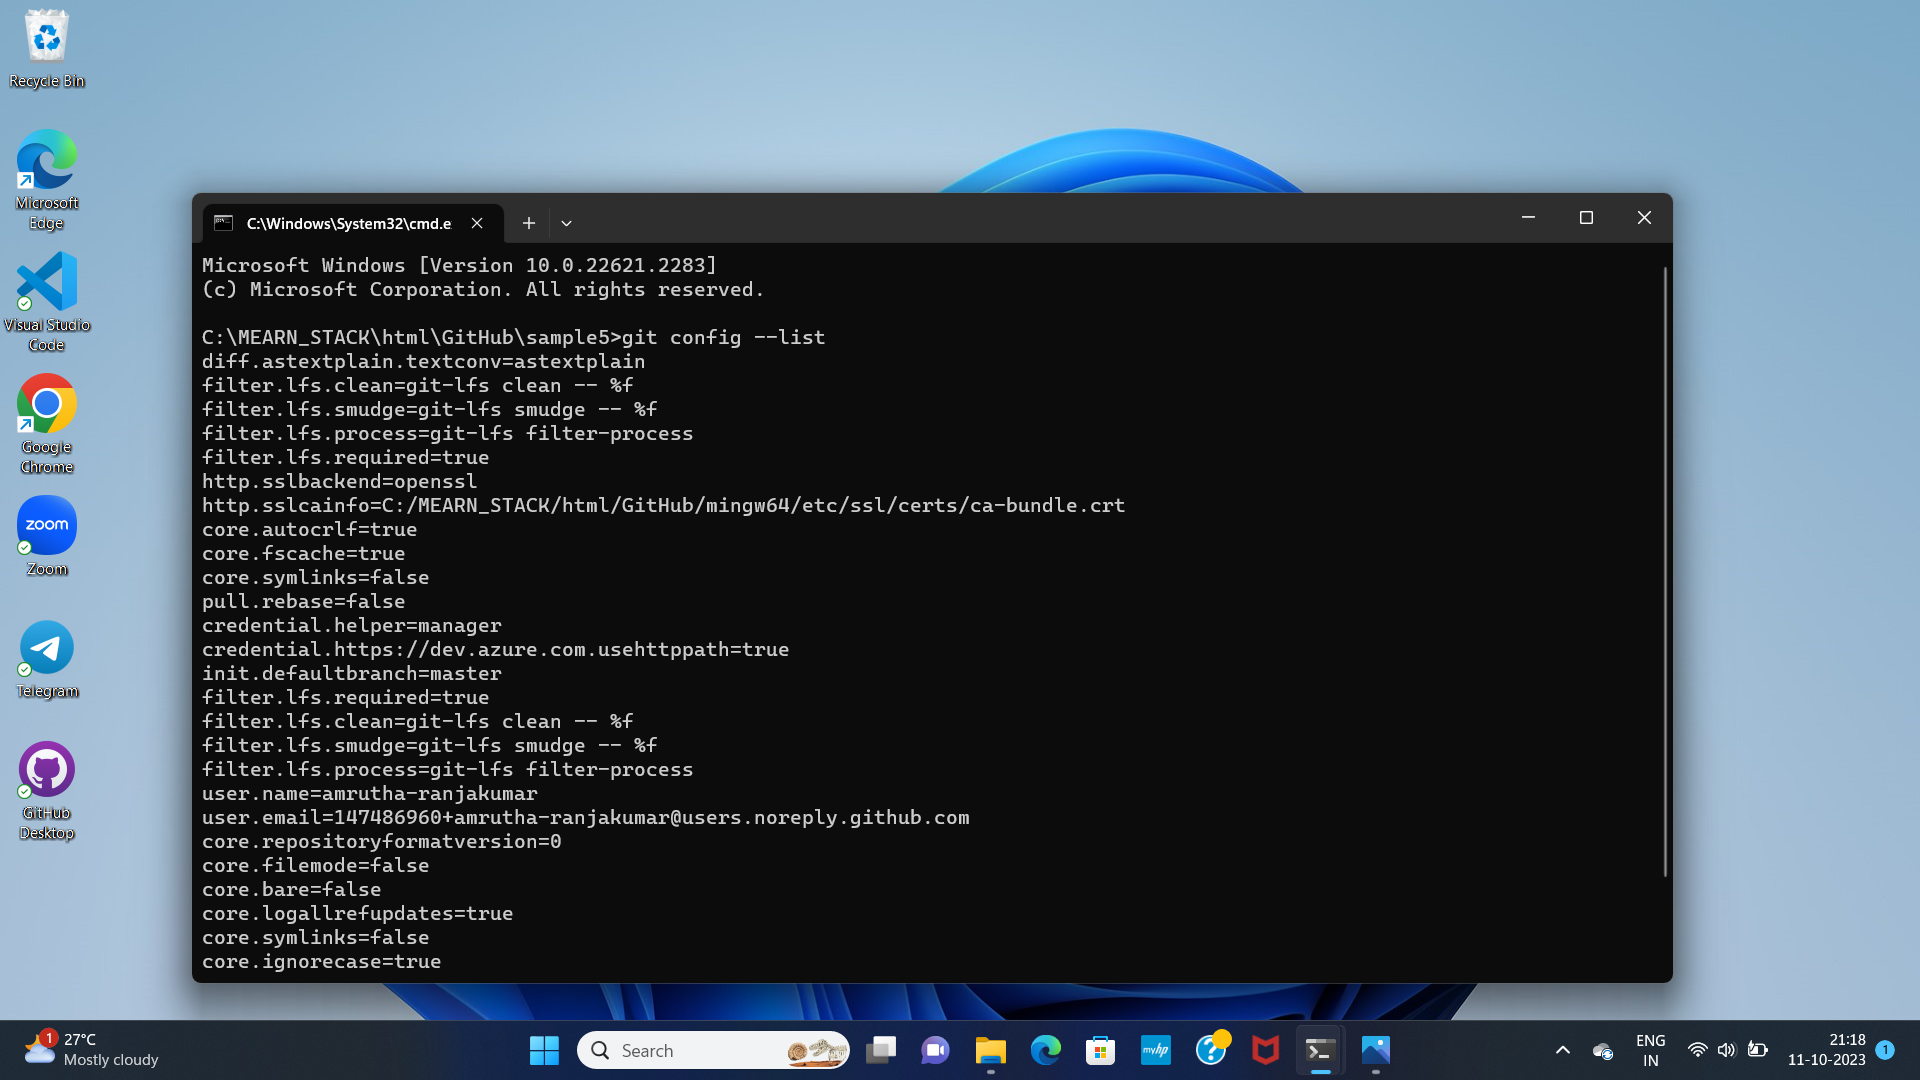 Recycle Bin
Microsoft
Edge
Visual Studio
Code
Google
Chrome
zoom
Zoom
Telegram
GitHub
Desktop
C:\Windows\System32\cmd.e
Microsoft Windows [Version 10.0.22621.2283]
(c) Microsoft Corporation. All rights reserved.
C:\MEARN_STACK\html\GitHub\sample5>git config --list
diff.astextplain.textconv=astextplain
filter.lfs.clean=git-lfs clean -- %f
filter.lfs.smudge=git-lfs smudge -- %f
filter.lfs.process=git-lfs filter-process
filter.lfs.required=true
http.sslbackend=openssl
http.sslcainfo=C:/MEARN_STACK/html/GitHub/mingw64/etc/ssl/certs/ca-bundle.crt
core.autocrlf=true
core.fscache=true
core.symlinks=false
pull.rebase=false
credential.helper=manager
credential.https://dev.azure.com.usehttppath=true
init.defaultbranch=master
filter.lfs.required=true
filter.lfs.clean=git-lfs clean -- %f
filter.lfs.smudge=git-lfs smudge -- %f
filter.lfs.process=git-lfs filter-process
user.name=amrutha-ranjakumar
user.email=147486960+amrutha-ranjakumar@users.noreply.github.com
core.repositoryformatversion=0
core.filemode=false
core.bare=false
core.logallrefupdates=true
core.symlinks=false
core.ignorecase=true
1
27°C
Mostly cloudy
Search
myhp
ENG
IN
21:18
11-10-2023
1